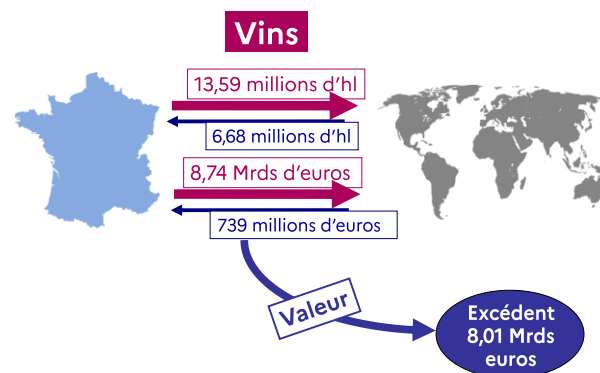 Vins
13,59 millions d'hl
6,68 millions d'hl
8,74 Mrds d'euros
739 millions d'euros
Valeur
Excédent
8,01 Mrds
euros